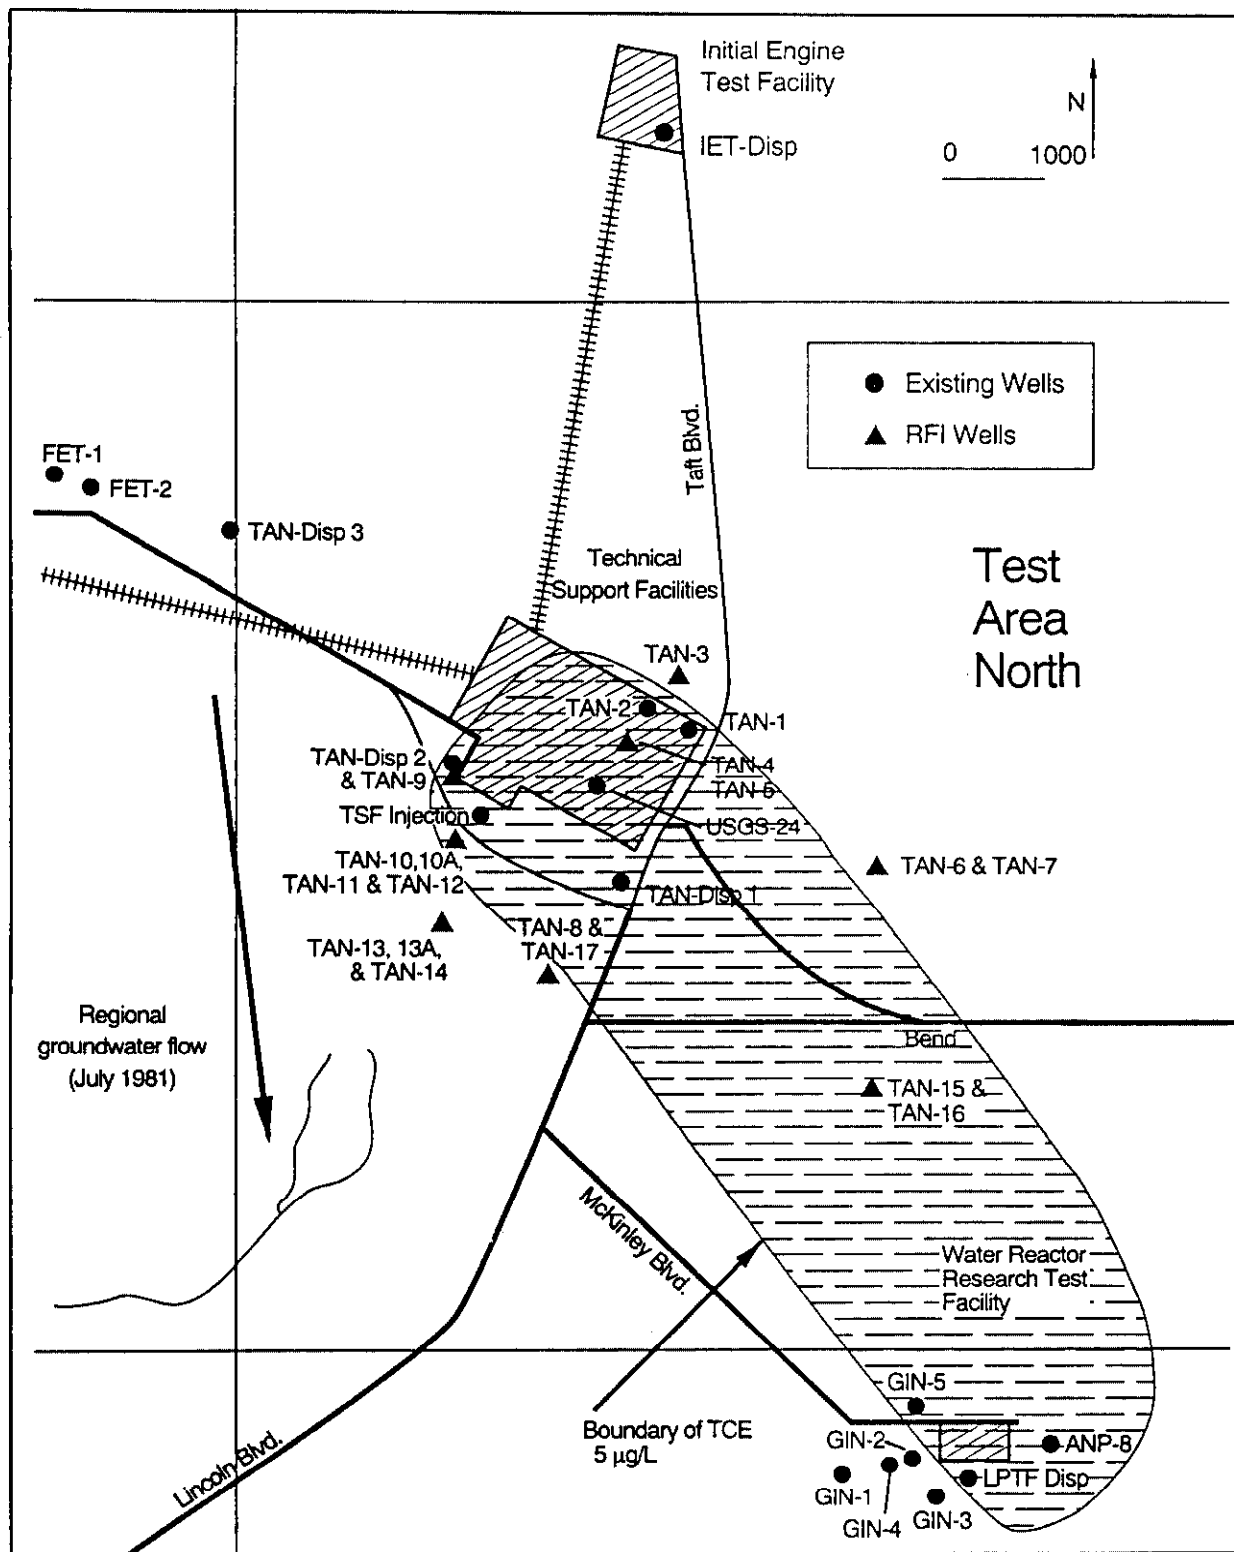 Initial Engine
Test Facility
IET-Disp
N
0 1000
Existing Wells
RFI Wells
Taft Blvd.
FET-1
FET-2
TAN-Disp 3
Technical
Support Facilities
Test
Area
North
TAN-3
TAN-2
TAN-1
TAN-4
TAN-5
TAN-Disp 2
& TAN-9
TSF Injection
USGS-24
TAN-10,10A,
TAN-11 & TAN-12
TAN-6 & TAN-7
TAN-Disp 1
TAN-8 &
TAN-17
TAN-13, 13A,
& TAN-14
Regional
groundwater flow
(July 1981)
Bend
TAN-15 &
TAN-16
McKinley Blvd.
Water Reactor
Research Test
Facility
Lincoln Blvd.
Boundary of TCE
5 µg/L
GIN-5
GIN-2
ANP-8
GIN-1
LPTF Disp
GIN-4
GIN-3